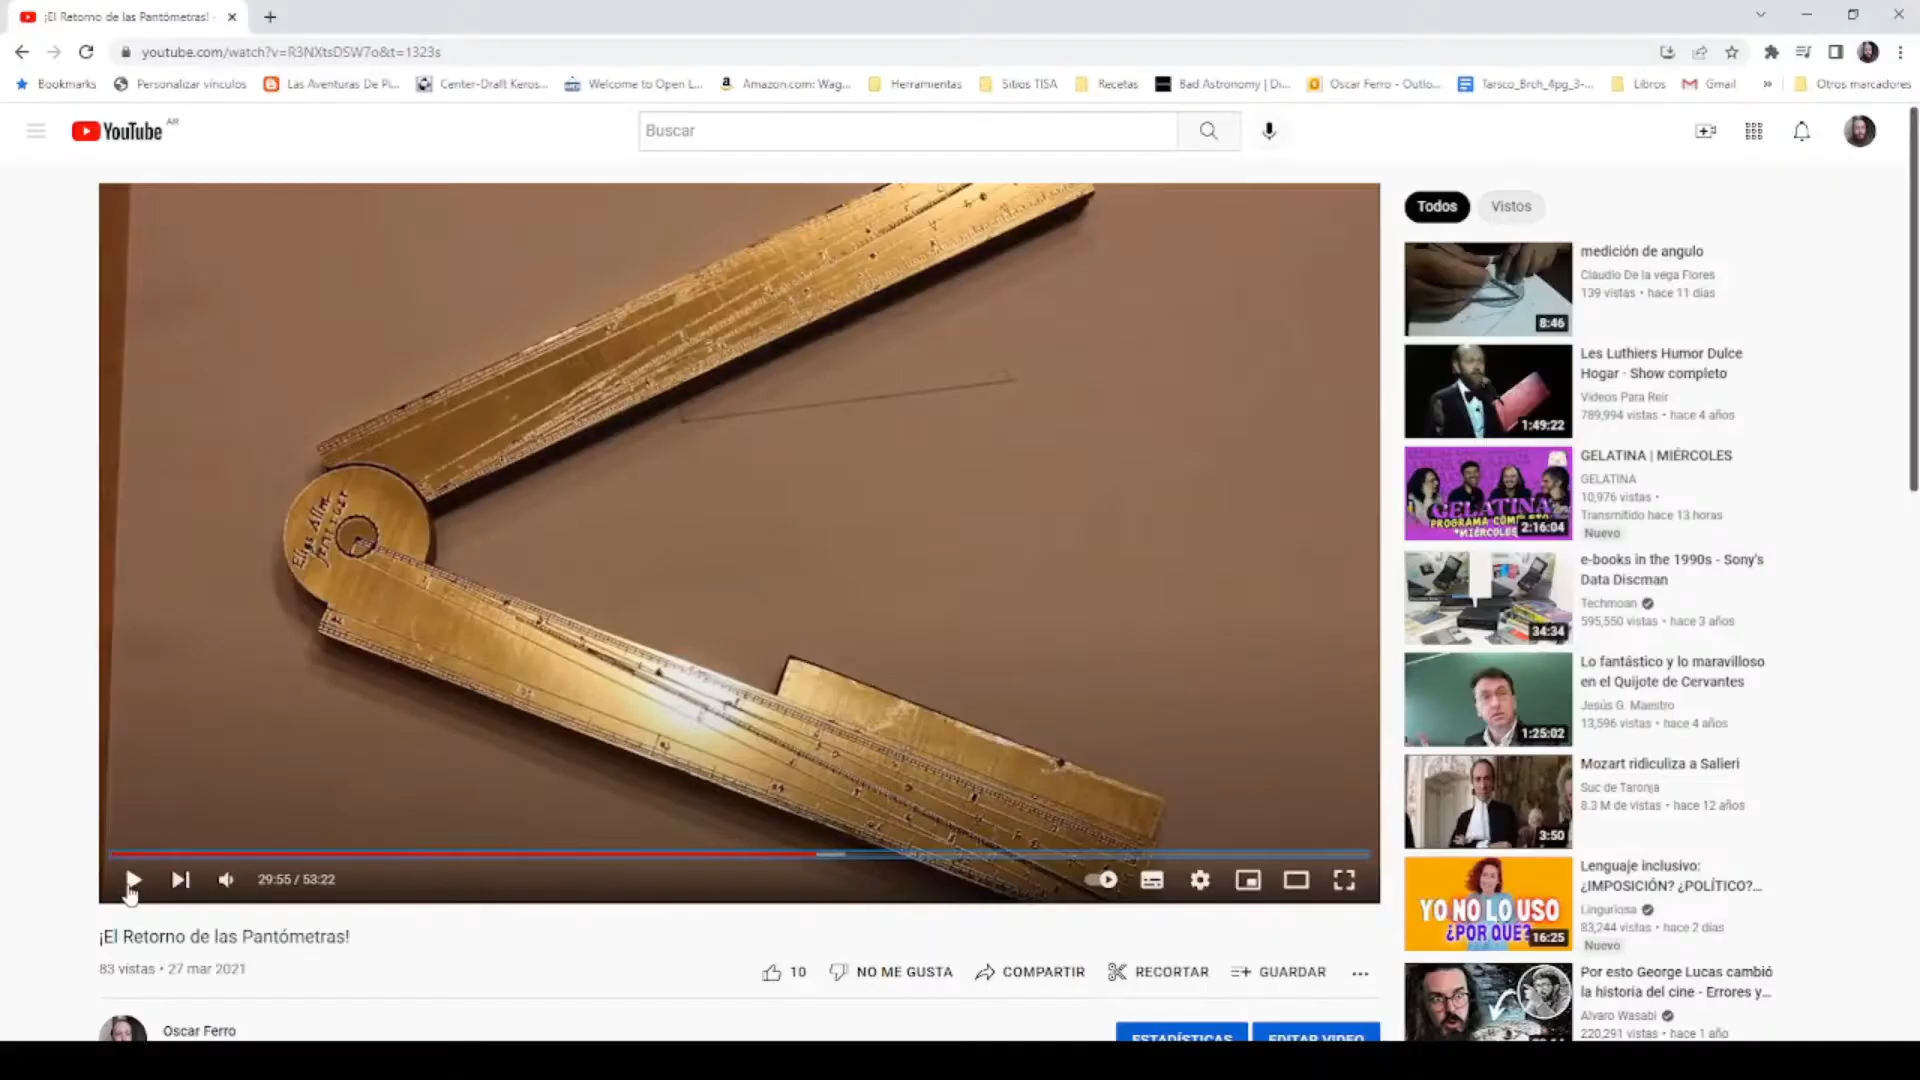 ¡El Retorno de las Pantómetras! -
youtube.com/watch?v=R3NXtsDSW7o&t=1323s
Bookmarks
Personalizar vínculos
Las Aventuras De Pi...
Center-Draft Keros...
Welcome to Open L...
Amazon.com: Wag...
Herramientas
Sitios TISA
Recetas
Bad Astronomy | Di...
Oscar Ferro - Outlo...
Tarsco_Brch_4pg_3-...
Libros
Gmail
»
Otros marcadores
YouTube AR
Buscar
Todos
Vistos
Elias Allen
29:55 / 53:22
¡El Retorno de las Pantómetras!
83 vistas • 27 mar 2021
10
NO ME GUSTA
COMPARTIR
RECORTAR
GUARDAR
Oscar Ferro
ESTADÍSTICAS
EDITAR VIDEO
8:46
medición de angulo
Claudio De la vega Flores
139 vistas • hace 11 días
1:49:22
Les Luthiers Humor Dulce
Hogar - Show completo
Videos Para Reir
789,994 vistas • hace 4 años
GELATINA
PROGRAMA COMPLETO
*MIÉRCOLES*
2:16:04
GELATINA | MIÉRCOLES
GELATINA
10,976 vistas •
Transmitido hace 13 horas
Nuevo
34:34
e-books in the 1990s - Sony's
Data Discman
Techmoan
595,550 vistas • hace 3 años
1:25:02
Lo fantástico y lo maravilloso
en el Quijote de Cervantes
Jesús G. Maestro
13,596 vistas • hace 4 años
3:50
Mozart ridiculiza a Salieri
Suc de Taronja
8.3 M de vistas • hace 12 años
YO NO LO USO
¿POR QUÉ?
16:25
Lenguaje inclusivo:
¿IMPOSICIÓN? ¿POLÍTICO?...
Linguriosa
83,244 vistas • hace 2 días
Nuevo
Por esto George Lucas cambió
la historia del cine - Errores y...
Alvaro Wasabi
220,291 vistas • hace 1 año